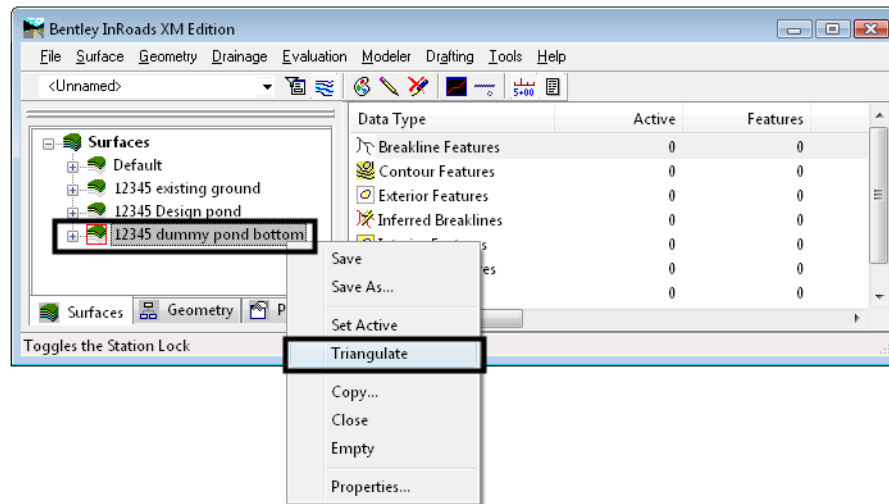 Bentley InRoads XM Edition
File Surface Geometry Drainage Evaluation Modeler Drafting Tools Help
<Unnamed>
5+00
Data Type Active Features
Surfaces
Default
12345 existing ground
12345 Design pond
12345 dummy pond bottom
Breakline Features 0 0
Contour Features 0 0
Exterior Features 0 0
Inferred Breaklines 0 0
0 0
0 0
0 0
Surfaces Geometry P
Toggles the Station Lock
Save
Save As...
Set Active
Triangulate
Copy...
Close
Empty
Properties...